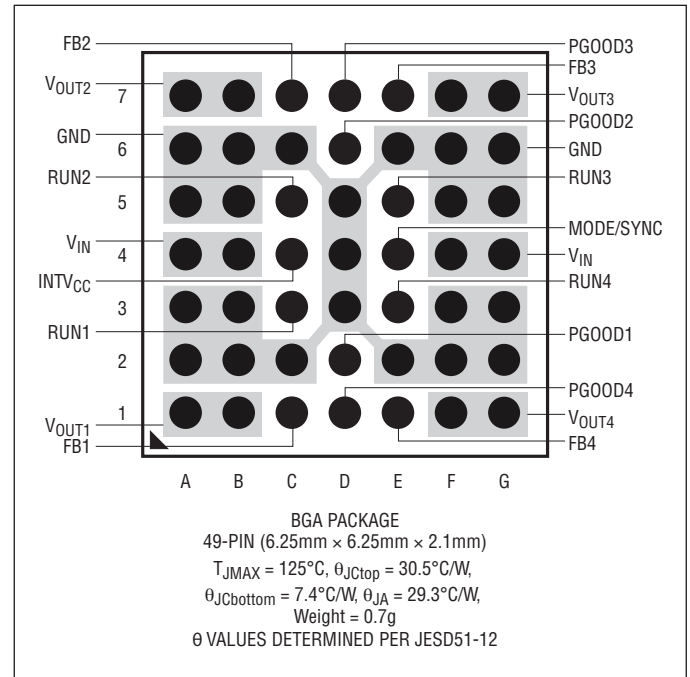 FB2
PGOOD3
FB3
VOUT2
7
VOUT3
PGOOD2
GND
6
GND
RUN2
RUN3
5
MODE/SYNC
VIN
4
VIN
INTVCC
RUN4
3
RUN1
PGOOD1
2
PGOOD4
1
VOUT1
VOUT4
FB1
FB4
A B C D E F G
BGA PACKAGE
49-PIN (6.25mm × 6.25mm × 2.1mm)
TJMAX = 125°C, θJCtop = 30.5°C/W,
θJCbottom = 7.4°C/W, θJA = 29.3°C/W,
Weight = 0.7g
θ VALUES DETERMINED PER JESD51-12